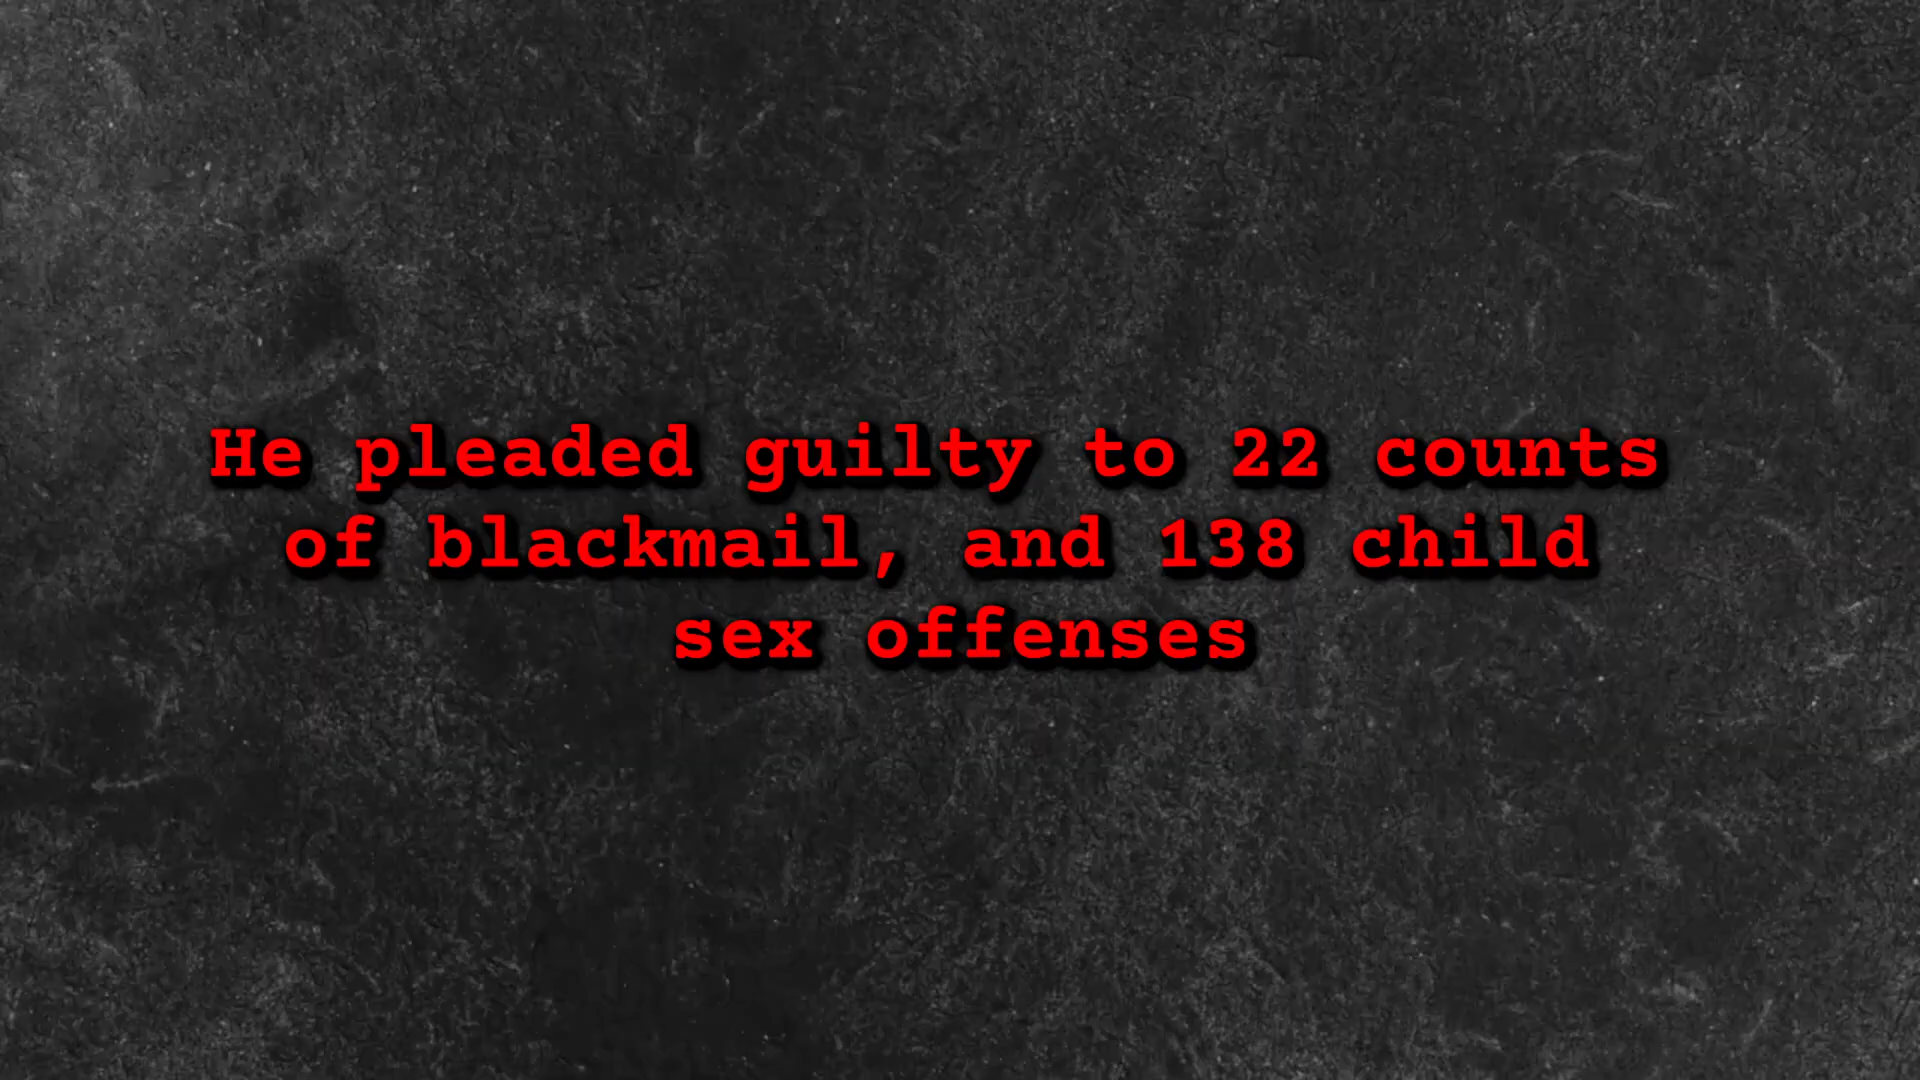 He pleaded guilty to 22 counts
of blackmail, and 138 child
sex offenses